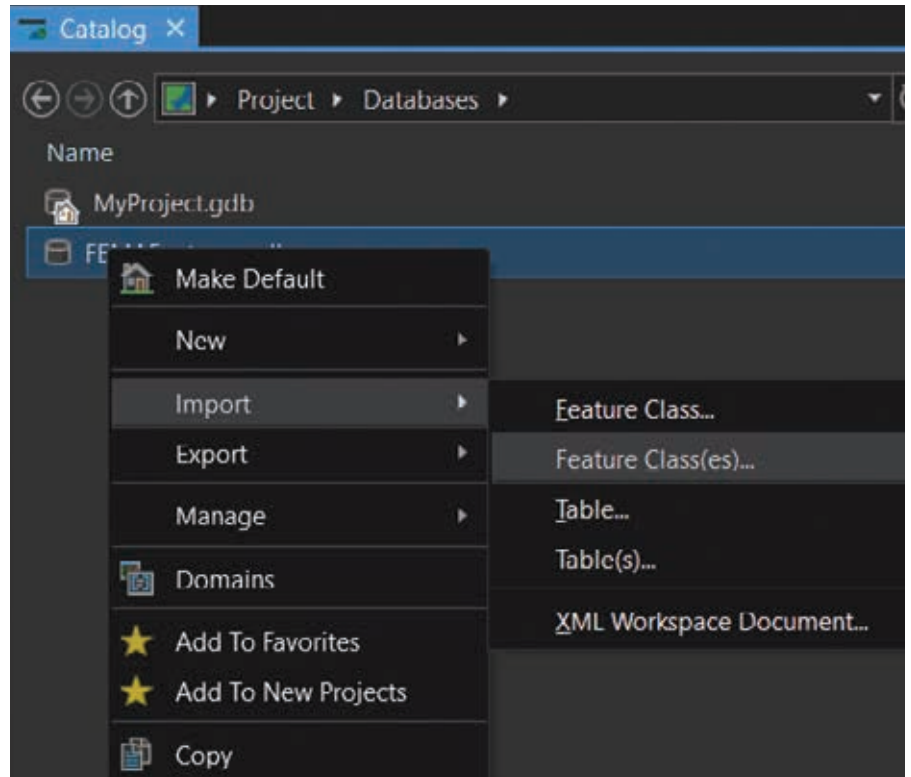 Catalog
Project Databases
Name
MyProject.gdb
Make Default
New
Import
Export
Manage
Domains
Add To Favorites
Add To New Projects
Copy
Feature Class...
Feature Class(es)...
Table...
Table(s)...
XML Workspace Document...